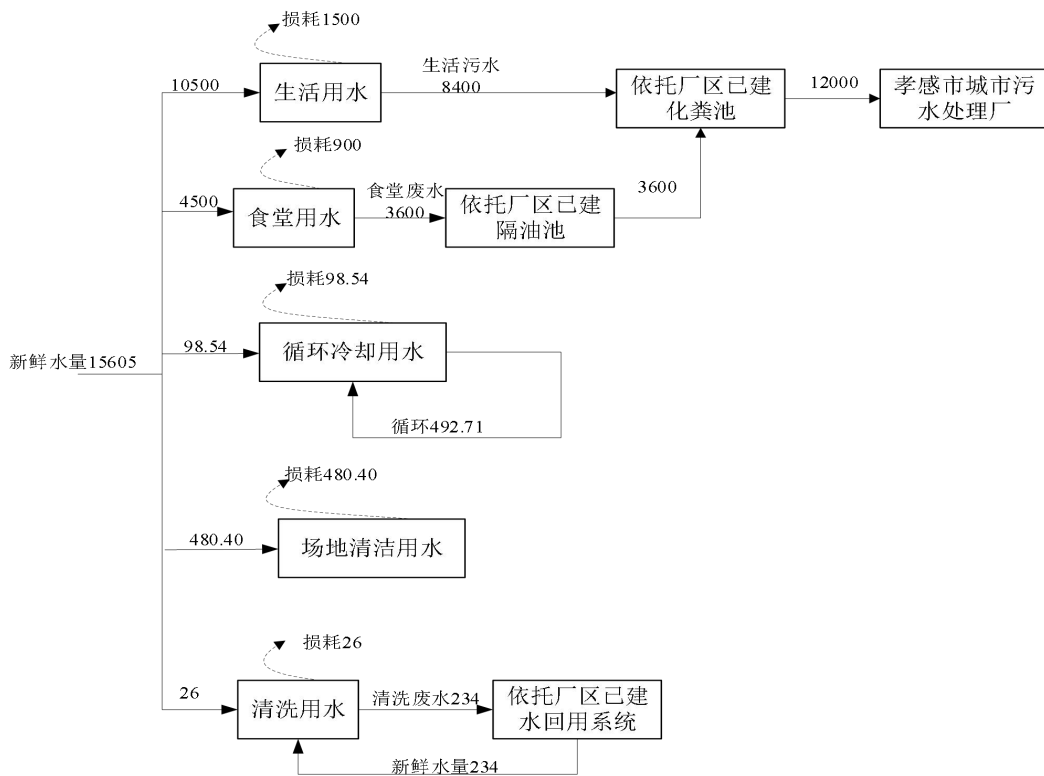 损耗1500
10500
生活用水
生活污水
8400
依托厂区已建
化粪池
12000
孝感市城市污
水处理厂
损耗900
4500
食堂用水
食堂废水
3600
依托厂区已建
隔油池
3600
损耗98.54
98.54
循环冷却用水
循环492.71
新鲜水量15605
损耗480.40
480.40
场地清洁用水
损耗26
26
清洗用水
清洗废水234
依托厂区已建
水回用系统
新鲜水量234